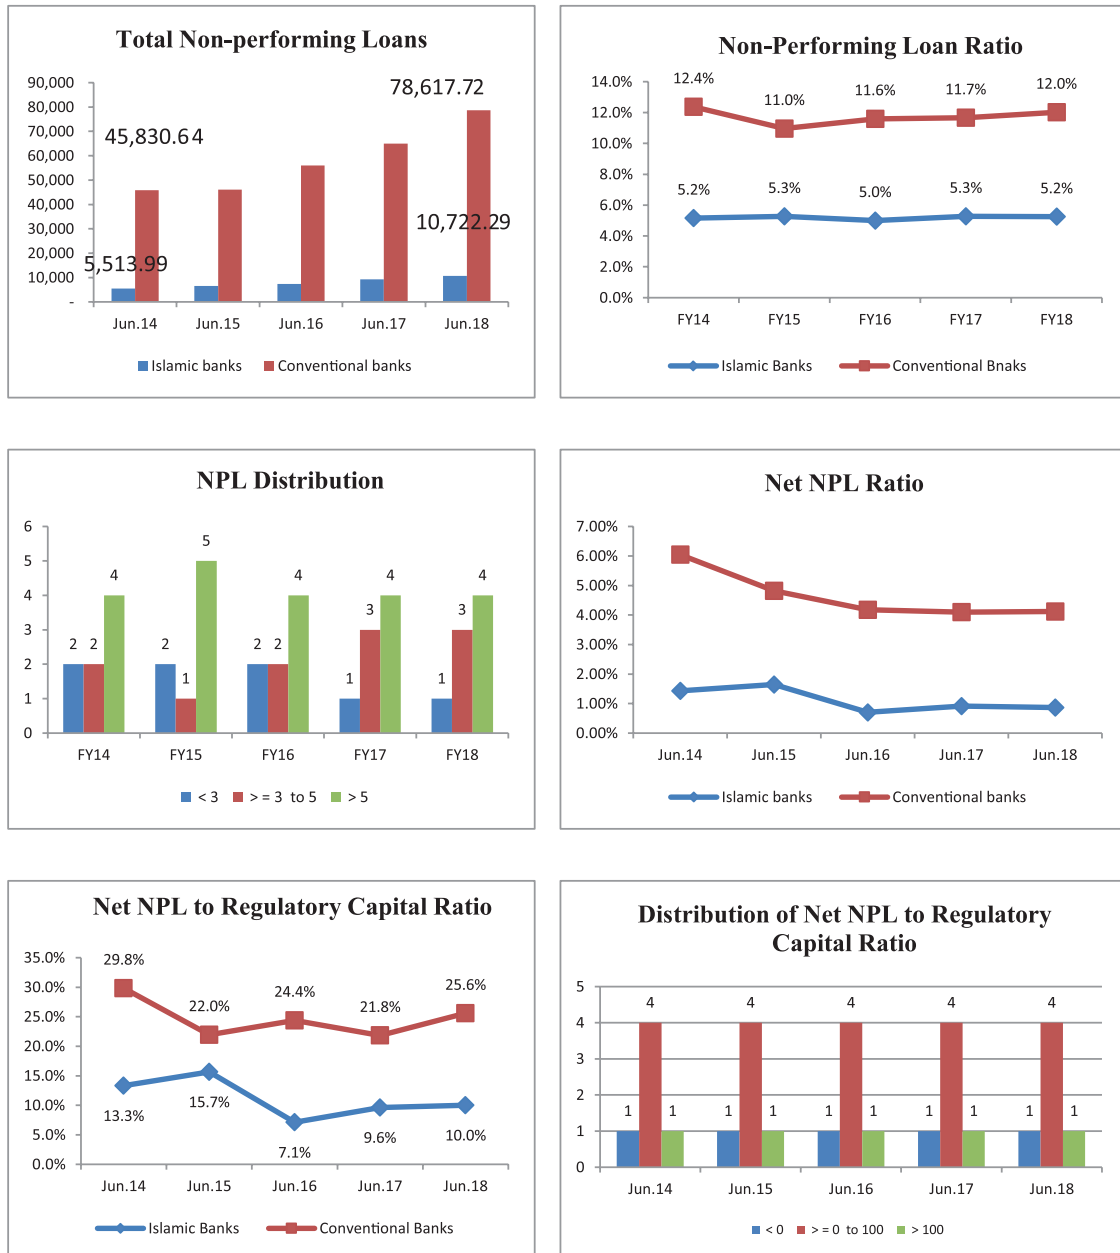 Total Non-performing Loans
90,000
80,000
70,000
60,000
50,000
40,000
30,000
20,000
10,000
-
45,830.64
78,617.72
5,513.99
10,722.29
Jun.14 Jun.15 Jun.16 Jun.17 Jun.18
Islamic banks Conventional banks
Non-Performing Loan Ratio
14.0%
12.0%
10.0%
8.0%
6.0%
4.0%
2.0%
0.0%
12.4% 11.0% 11.6% 11.7% 12.0%
5.2% 5.3% 5.0% 5.3% 5.2%
FY14 FY15 FY16 FY17 FY18
Islamic Banks Conventional Bnaks
NPL Distribution
6
5
4
3
2
1
0
2 2 4 2 1 5 2 2 4 1 3 4 1 3 4
FY14 FY15 FY16 FY17 FY18
< 3 > = 3 to 5 > 5
Net NPL Ratio
7.00%
6.00%
5.00%
4.00%
3.00%
2.00%
1.00%
0.00%
Jun.14 Jun.15 Jun.16 Jun.17 Jun.18
Islamic banks Conventional banks
Net NPL to Regulatory Capital Ratio
35.0%
30.0%
25.0%
20.0%
15.0%
10.0%
5.0%
0.0%
29.8% 22.0% 24.4% 21.8% 25.6%
13.3% 15.7% 7.1% 9.6% 10.0%
Jun.14 Jun.15 Jun.16 Jun.17 Jun.18
Islamic Banks Conventional Banks
Distribution of Net NPL to Regulatory
Capital Ratio
5
4
3
2
1
0
1 4 1 1 4 1 1 4 1 1 4 1 1 4 1
Jun.14 Jun.15 Jun.16 Jun.17 Jun.18
< 0 > = 0 to 100 > 100